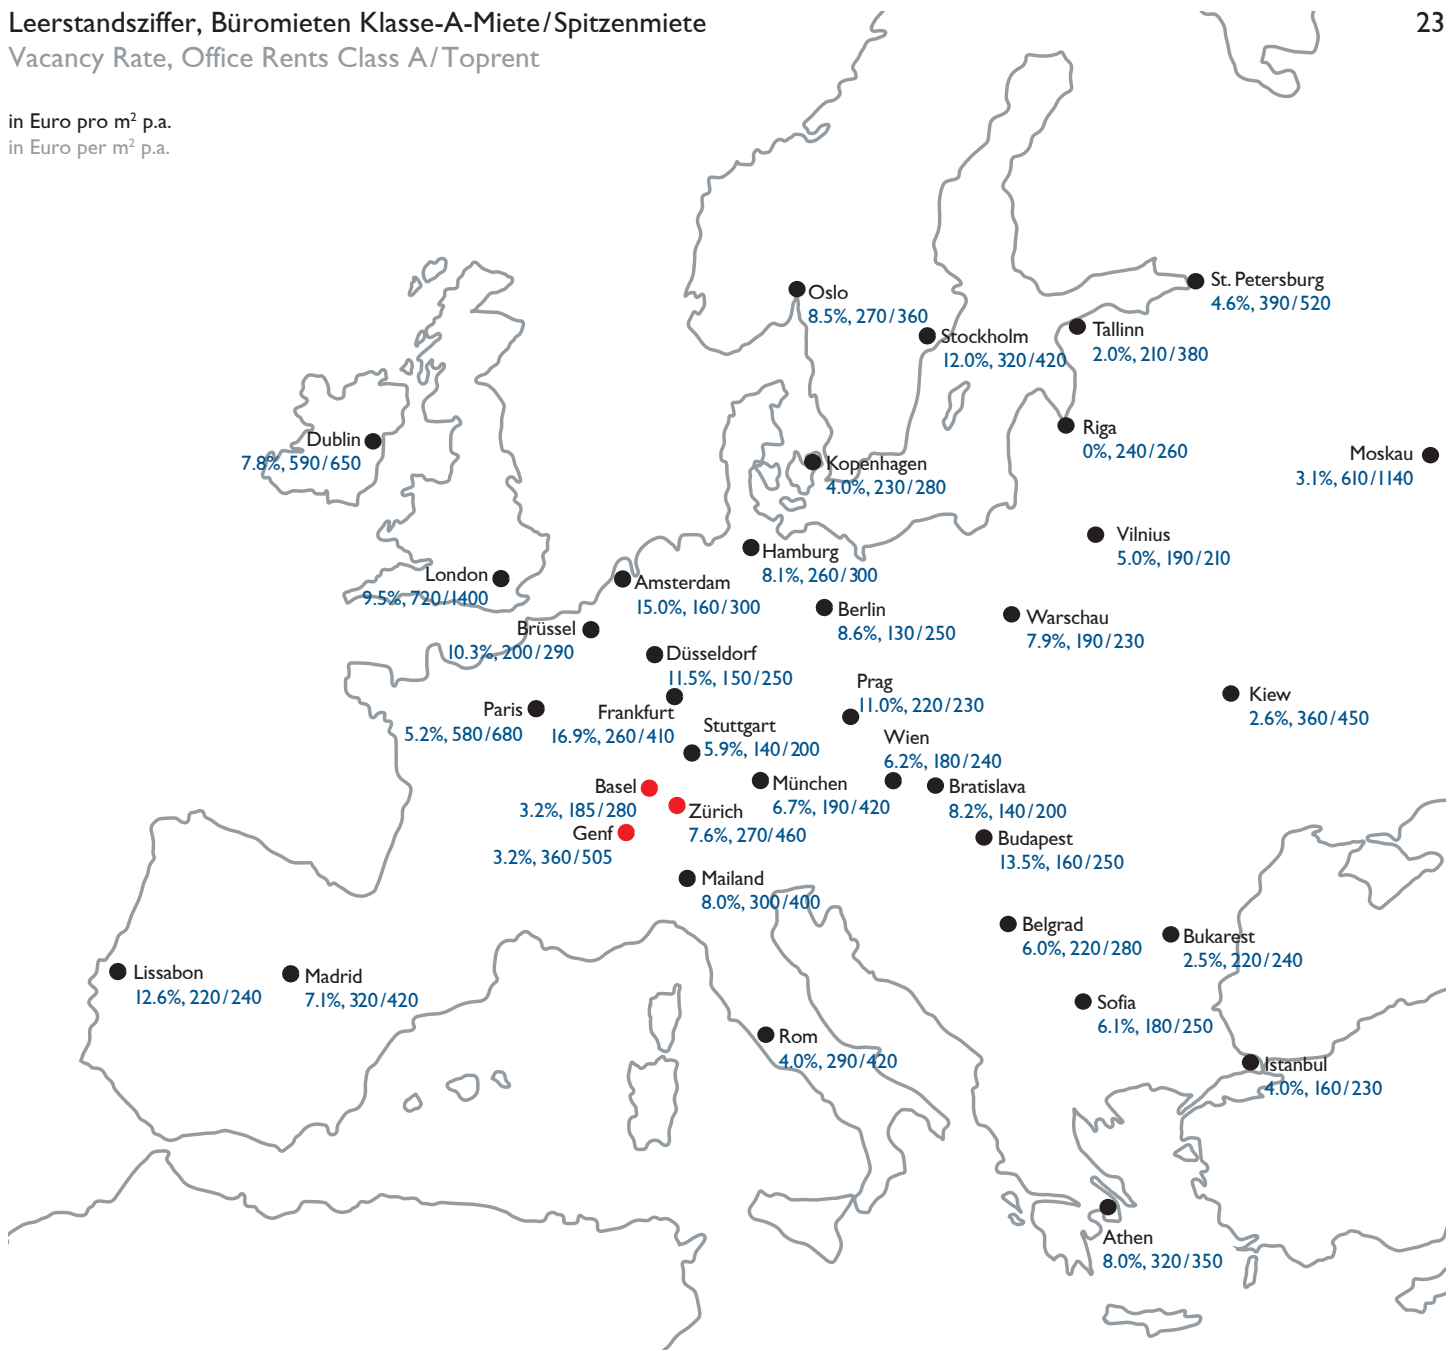 Leerstandsziffer, Büromieten Klasse-A-Miete/Spitzenmiete
23
Vacancy Rate, Office Rents Class A/Toprent
in Euro pro m² p.a.
in Euro per m² p.a.
St. Petersburg
4.6%, 390/520
Oslo
8.5%, 270/360
Stockholm
12.0%, 320/420
Tallinn
2.0%, 210/380
Riga
0%, 240/260
Dublin
7.8%, 590/650
Kopenhagen
4.0%, 230/280
Moskau
3.1%, 610/1140
Vilnius
5.0%, 190/210
Hamburg
8.1%, 260/300
London
9.5%, 720/1400
Amsterdam
15.0%, 160/300
Berlin
8.6%, 130/250
Warschau
7.9%, 190/230
Brüssel
10.3%, 200/290
Düsseldorf
11.5%, 150/250
Prag
11.0%, 220/230
Kiew
2.6%, 360/450
Paris
5.2%, 580/680
Frankfurt
16.9%, 260/410
Stuttgart
5.9%, 140/200
Wien
6.2%, 180/240
Basel
3.2%, 185/280
München
6.7%, 190/420
Bratislava
8.2%, 140/200
Zürich
7.6%, 270/460
Genf
3.2%, 360/505
Budapest
13.5%, 160/250
Mailand
8.0%, 300/400
Belgrad
6.0%, 220/280
Bukarest
2.5%, 220/240
Lissabon
12.6%, 220/240
Madrid
7.1%, 320/420
Sofia
6.1%, 180/250
Rom
4.0%, 290/420
Istanbul
4.0%, 160/230
Athen
8.0%, 320/350